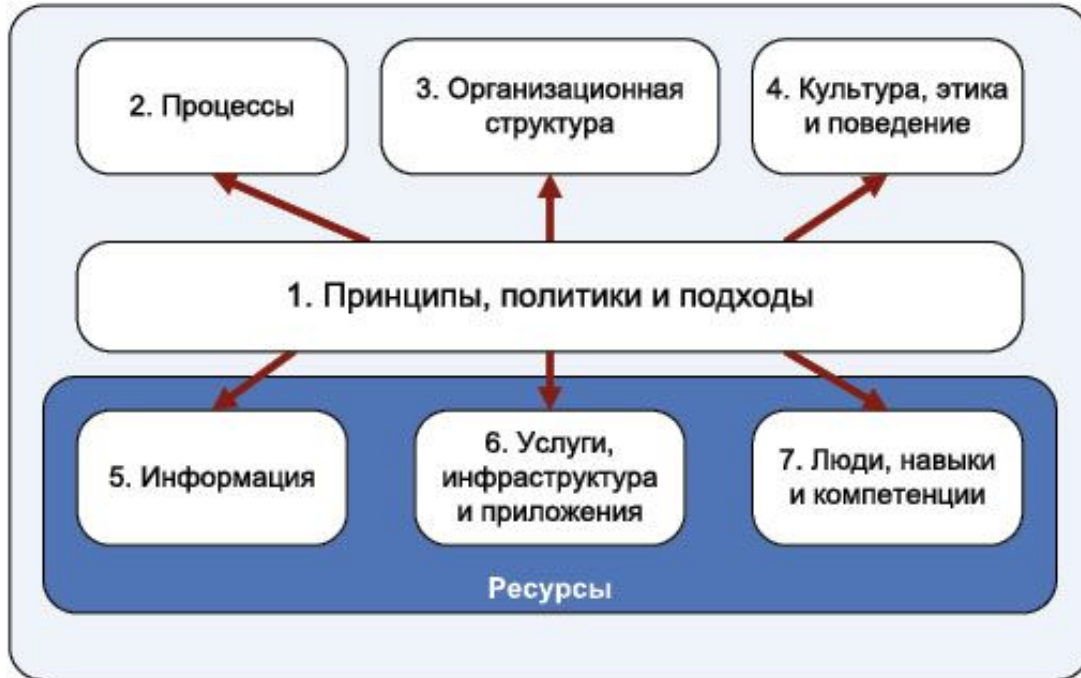 2. Процессы
3. Организационная
структура
4. Культура, этика
и поведение
1. Принципы, политики и подходы
5. Информация
6. Услуги,
инфраструктура
и приложения
7. Люди, навыки
и компетенции
Ресурсы